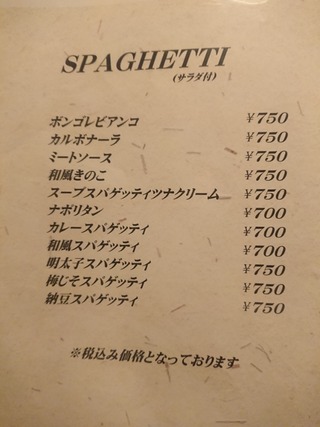 SPAGHETTI
(サラダ付)
ボンゴレビアンコ ¥750
カルボナーラ ¥750
ミートソース ¥750
和風きのこ ¥750
スープスパゲッティツナクリーム ¥750
ナポリタン ¥700
カレースパゲッティ ¥700
和風スパゲッティ ¥700
明太子スパゲッティ ¥750
梅じそスパゲッティ ¥750
納豆スパゲッティ ¥750
※税込み価格となっております